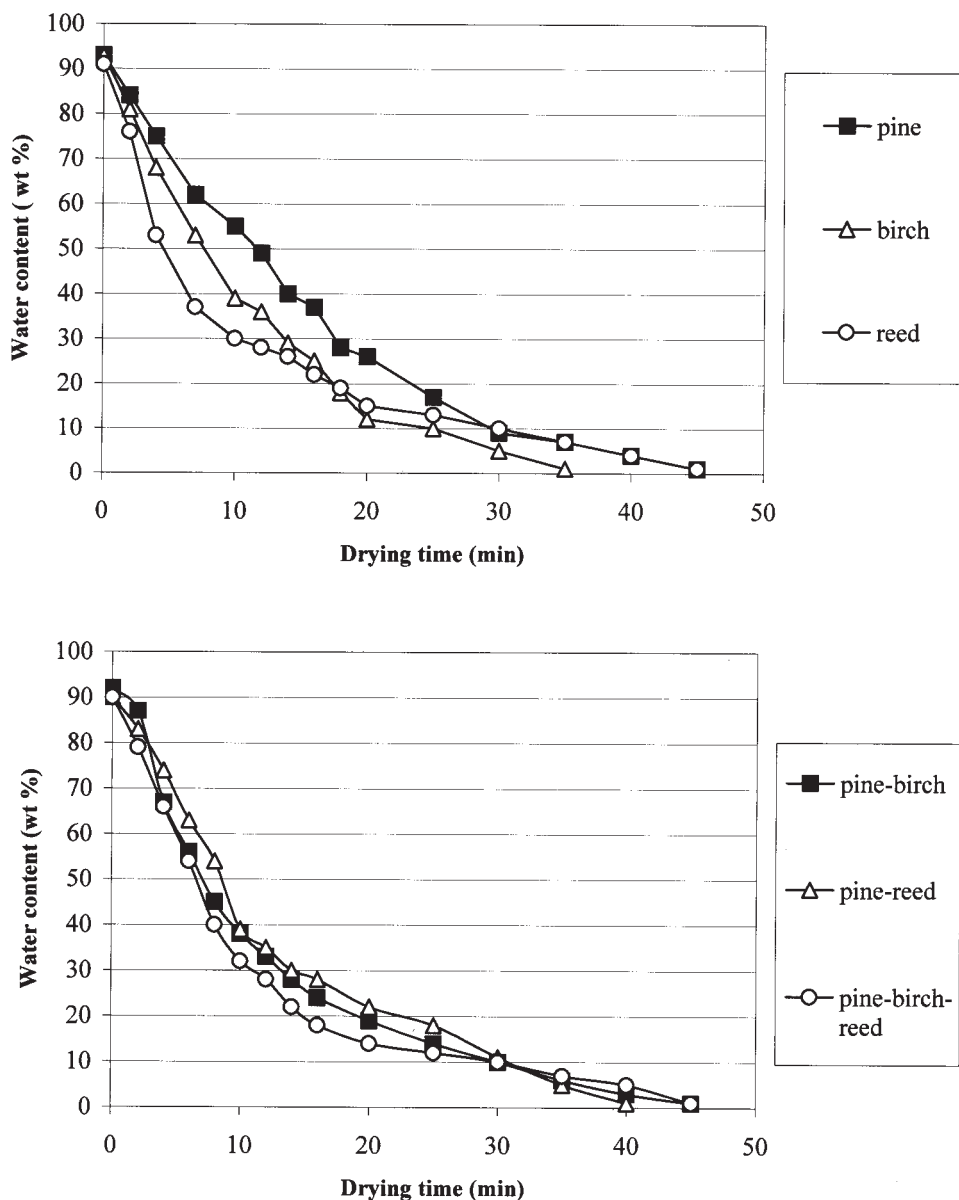 100
90
80
70
60
50
40
30
20
10
0
Water content ( wt %)
0 10 20 30 40 50
Drying time (min)
pine
birch
reed
100
90
80
70
60
50
40
30
20
10
0
Water content (wt %)
0 10 20 30 40 50
Drying time (min)
pine-birch
pine-reed
pine-birch-
reed